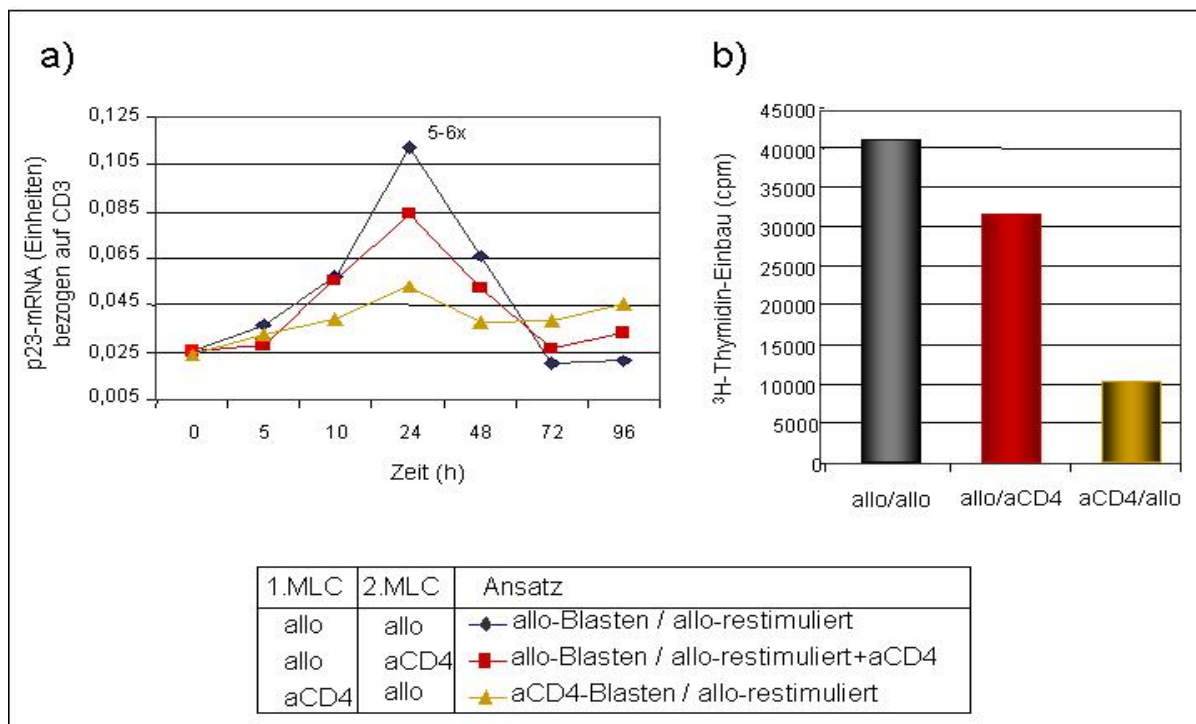 a)
p23-mRNA (Einheiten)
bezogen auf CD3
0,125
0,105
0,085
0,065
0,045
0,025
0,005
5-6x
0 5 10 24 48 72 96
Zeit (h)
b)
³H-Thymidin-Einbau (cpm)
45000
40000
35000
30000
25000
20000
15000
10000
5000
0
allo/allo allo/aCD4 aCD4/allo
1.MLC 2.MLC Ansatz
allo allo allo-Blasten / allo-restimuliert
allo aCD4 allo-Blasten / allo-restimuliert+aCD4
aCD4 allo aCD4-Blasten / allo-restimuliert